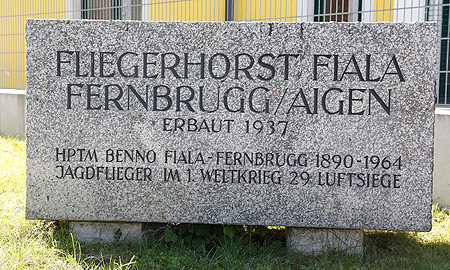 FLIEGERHORST FIALA
FERNBRUGG/AIGEN
ERBAUT 1937
HPTM BENNO FIALA-FERNBRUGG 1890-1964
JAGDFLIEGER IM 1. WELTKRIEG 29 LUFTSIEGE